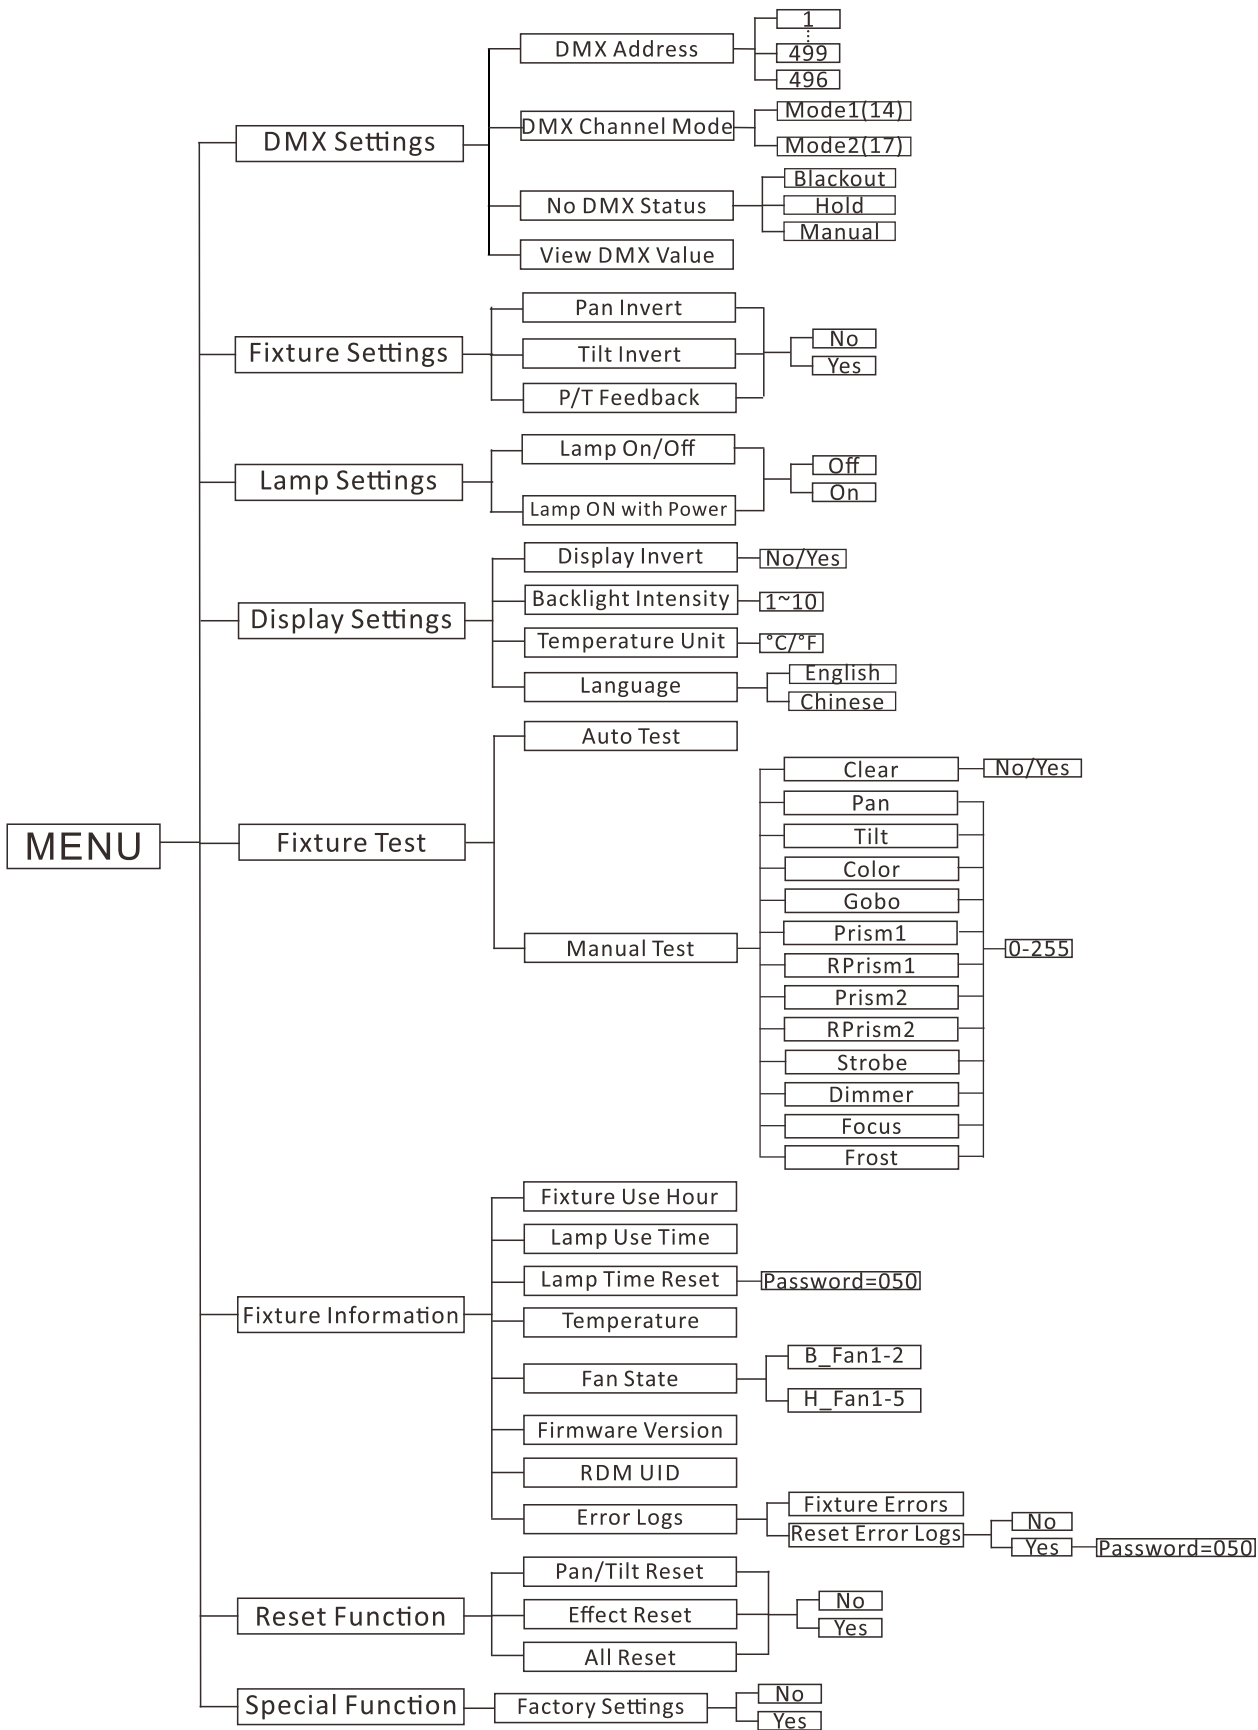 MENU
DMX Settings
DMX Address
1
499
496
DMX Channel Mode
Mode1(14)
Mode2(17)
No DMX Status
Blackout
Hold
Manual
View DMX Value
Fixture Settings
Pan Invert
Tilt Invert
P/T Feedback
No
Yes
Lamp Settings
Lamp On/Off
Lamp ON with Power
Off
On
Display Settings
Display Invert
No/Yes
Backlight Intensity
1~10
Temperature Unit
°C/°F
Language
English
Chinese
Fixture Test
Auto Test
Manual Test
Clear
No/Yes
Pan
Tilt
Color
Gobo
Prism1
RPrism1
Prism2
RPrism2
Strobe
Dimmer
Focus
Frost
0-255
Fixture Information
Fixture Use Hour
Lamp Use Time
Lamp Time Reset
Password=050
Temperature
Fan State
B_Fan1-2
H_Fan1-5
Firmware Version
RDM UID
Error Logs
Fixture Errors
Reset Error Logs
No
Yes
Password=050
Reset Function
Pan/Tilt Reset
Effect Reset
All Reset
No
Yes
Special Function
Factory Settings
No
Yes